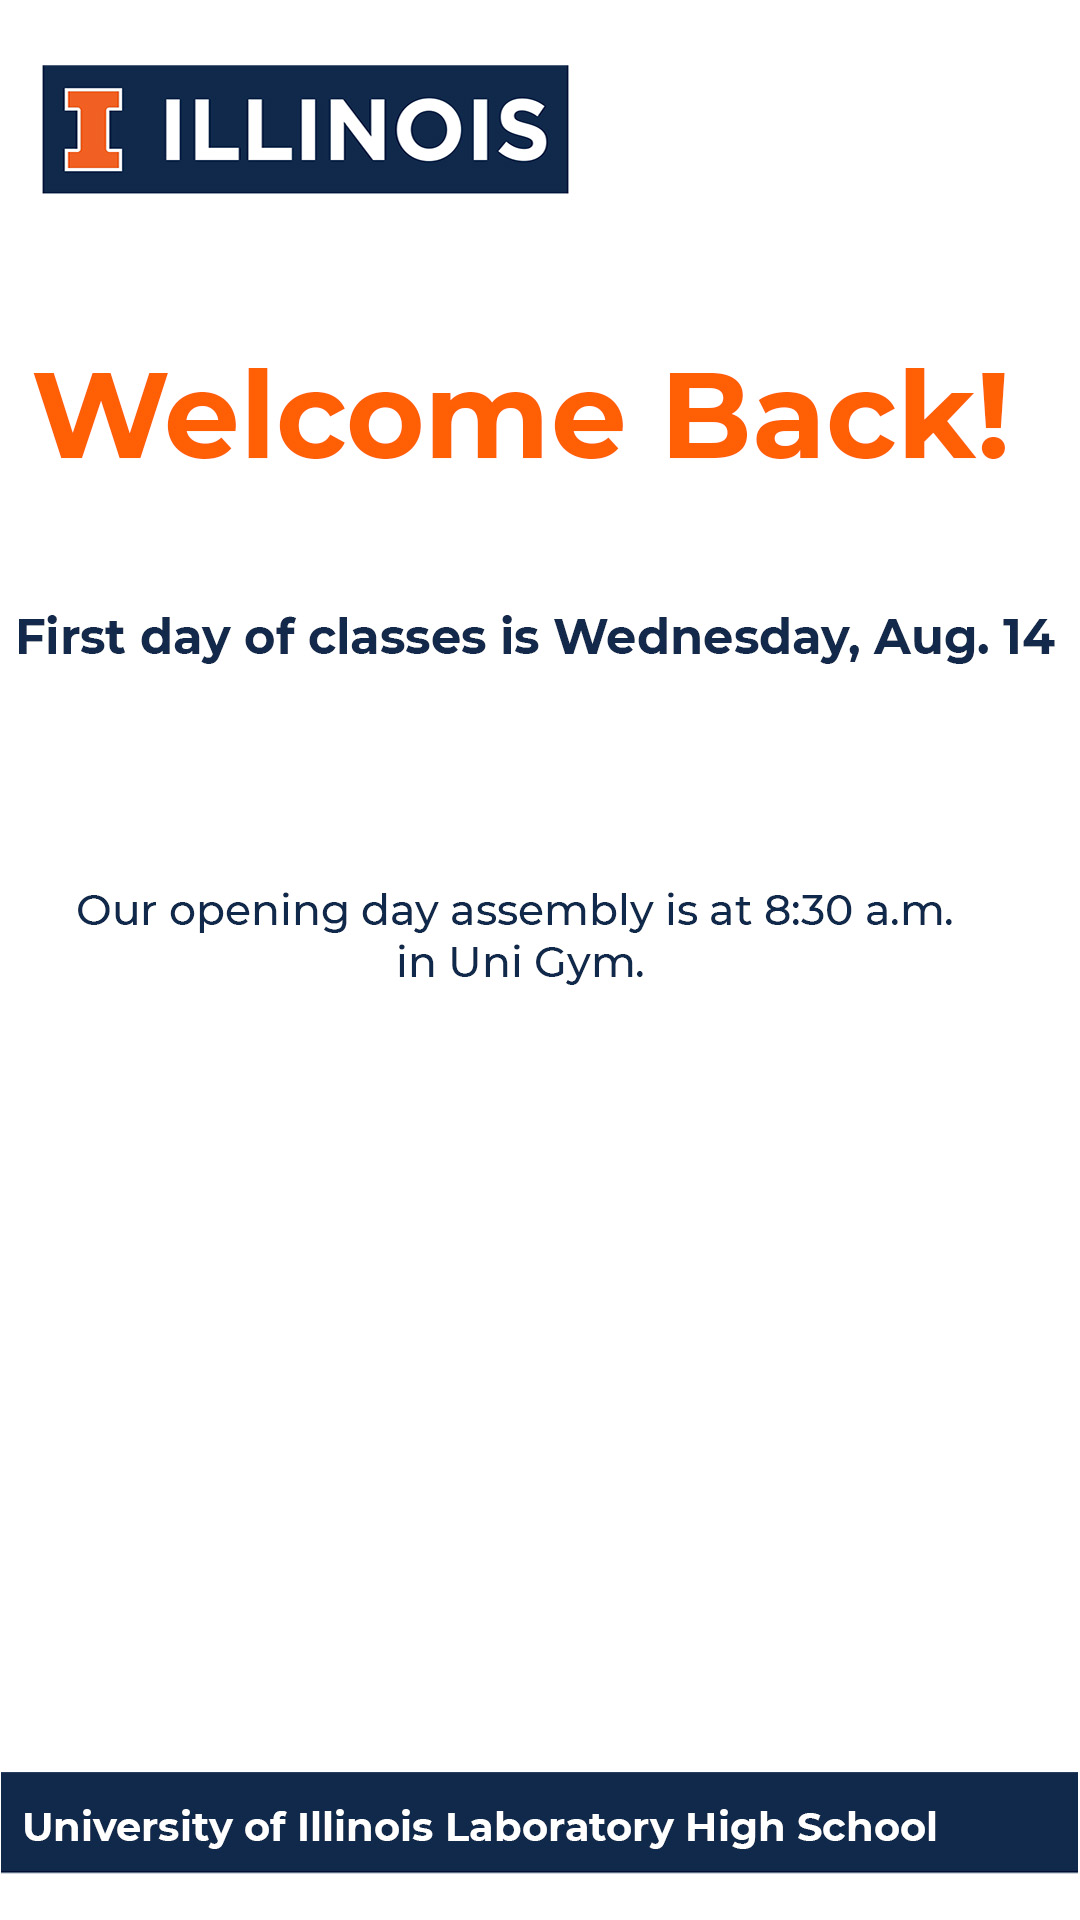 I ILLINOIS
Welcome Back!
First day of classes is Wednesday, Aug. 14
Our opening day assembly is at 8:30 a.m.
in Uni Gym.
University of Illinois Laboratory High School